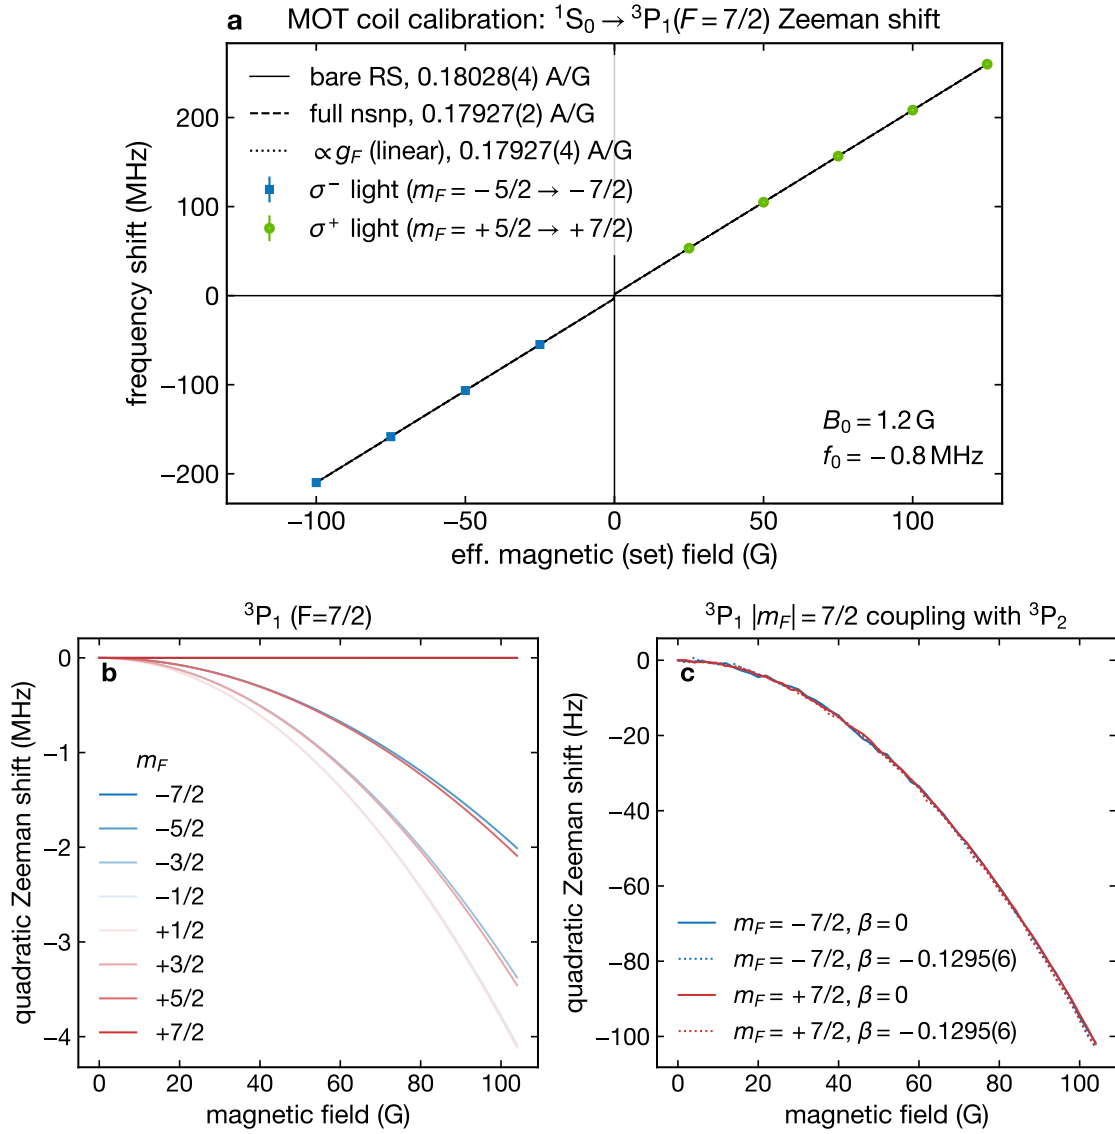 a MOT coil calibration: ¹S₀ → ³P₁(F = 7/2) Zeeman shift
bare RS, 0.18028(4) A/G
full nsnp, 0.17927(2) A/G
∝ g_F (linear), 0.17927(4) A/G
σ⁻ light (m_F = −5/2 → −7/2)
σ⁺ light (m_F = +5/2 → +7/2)
frequency shift (MHz)
200
100
0
−100
−200
B₀ = 1.2 G
f₀ = −0.8 MHz
−100 −50 0 50 100
eff. magnetic (set) field (G)
³P₁ (F=7/2)
b
quadratic Zeeman shift (MHz)
0
−1
−2
−3
−4
m_F
−7/2
−5/2
−3/2
−1/2
+1/2
+3/2
+5/2
+7/2
0 20 40 60 80 100
magnetic field (G)
³P₁ |m_F| = 7/2 coupling with ³P₂
c
quadratic Zeeman shift (Hz)
0
−20
−40
−60
−80
−100
m_F = −7/2, β = 0
m_F = −7/2, β = −0.1295(6)
m_F = +7/2, β = 0
m_F = +7/2, β = −0.1295(6)
0 20 40 60 80 100
magnetic field (G)